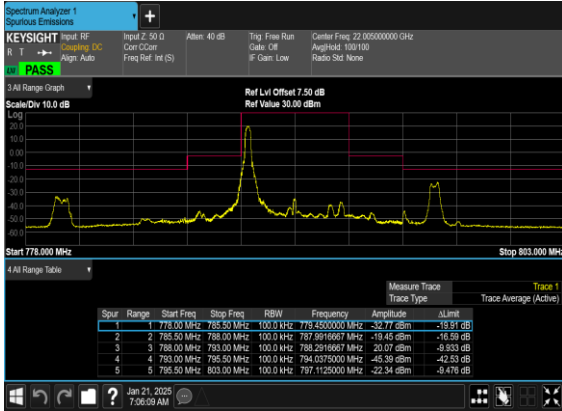 Spectrum Analyzer 1
Spurious Emissions
+
KEYSIGHT Input: RF Input Z: 50 Ω Atten: 40 dB Trig: Free Run Center Freq: 22.005000000 GHz
R T Coupling: DC Corr CCorr Gate: Off Avg|Hold: 100/100
Align: Auto Freq Ref: Int (S) IF Gain: Low Radio Std: None
PASS
3 All Range Graph
Ref Lvl Offset 7.50 dB
Scale/Div 10.0 dB Ref Value 30.00 dBm
Log
20.0
10.0
0.00
-10.0
-20.0
-30.0
-40.0
-50.0
-60.0
Start 778.000 MHz Stop 803.000 MHz
4 All Range Table
Measure Trace Trace 1
Trace Type Trace Average (Active)
Spur Range Start Freq Stop Freq RBW Frequency Amplitude ΔLimit
1 1 778.00 MHz 785.50 MHz 100.0 kHz 779.4500000 MHz -32.77 dBm -19.91 dB
2 2 785.50 MHz 788.00 MHz 100.0 kHz 787.9916667 MHz -19.45 dBm -16.59 dB
3 3 788.00 MHz 793.00 MHz 100.0 kHz 788.2916667 MHz 20.07 dBm -9.933 dB
4 4 793.00 MHz 795.50 MHz 100.0 kHz 794.0375000 MHz -45.39 dBm -42.53 dB
5 5 795.50 MHz 803.00 MHz 100.0 kHz 797.1125000 MHz -22.34 dBm -9.476 dB
? Jan 21, 2025
7:06:09 AM